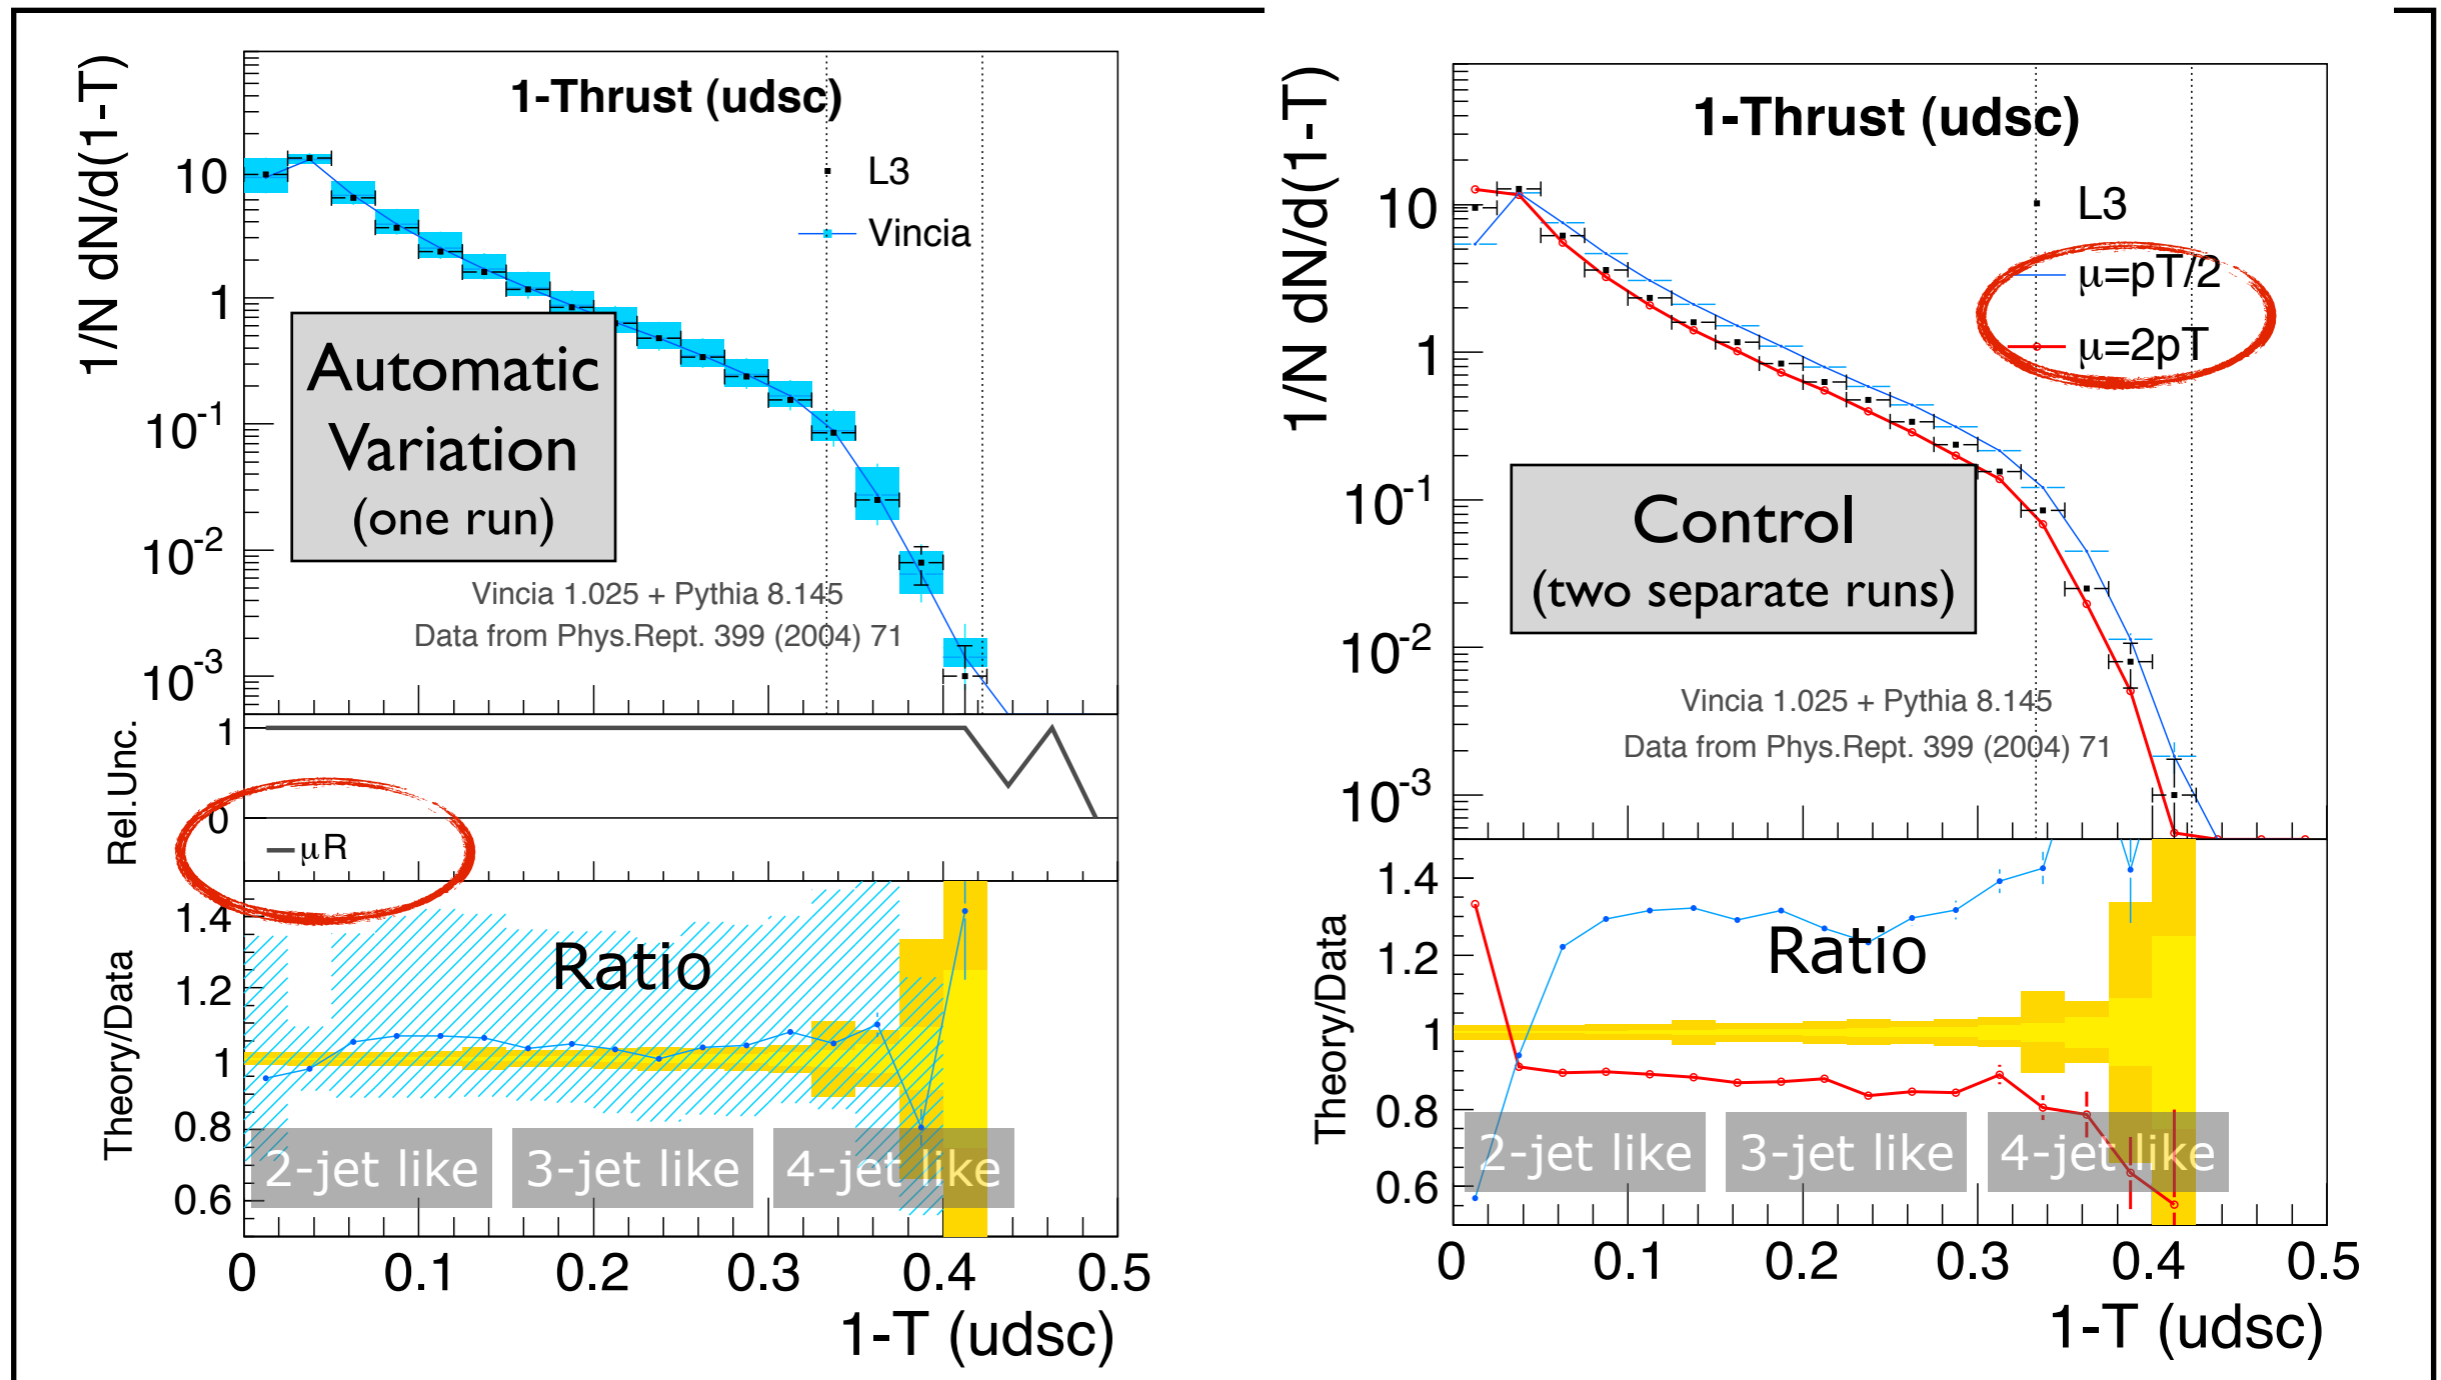 1-Thrust (udsc)
1/N dN/d(1-T)
L3
Vincia
10
1
10-1
10-2
10-3
Automatic
Variation
(one run)
Vincia 1.025 + Pythia 8.145
Data from Phys.Rept. 399 (2004) 71
Rel.Unc.
1
0
μR
Theory/Data
1.4
1.2
1
0.8
0.6
Ratio
2-jet like
3-jet like
4-jet like
0 0.1 0.2 0.3 0.4 0.5
1-T (udsc)
1-Thrust (udsc)
1/N dN/d(1-T)
L3
μ=pT/2
μ=2pT
10
1
10-1
10-2
10-3
Control
(two separate runs)
Vincia 1.025 + Pythia 8.145
Data from Phys.Rept. 399 (2004) 71
Theory/Data
1.4
1.2
1
0.8
0.6
Ratio
2-jet like
3-jet like
4-jet like
0 0.1 0.2 0.3 0.4 0.5
1-T (udsc)